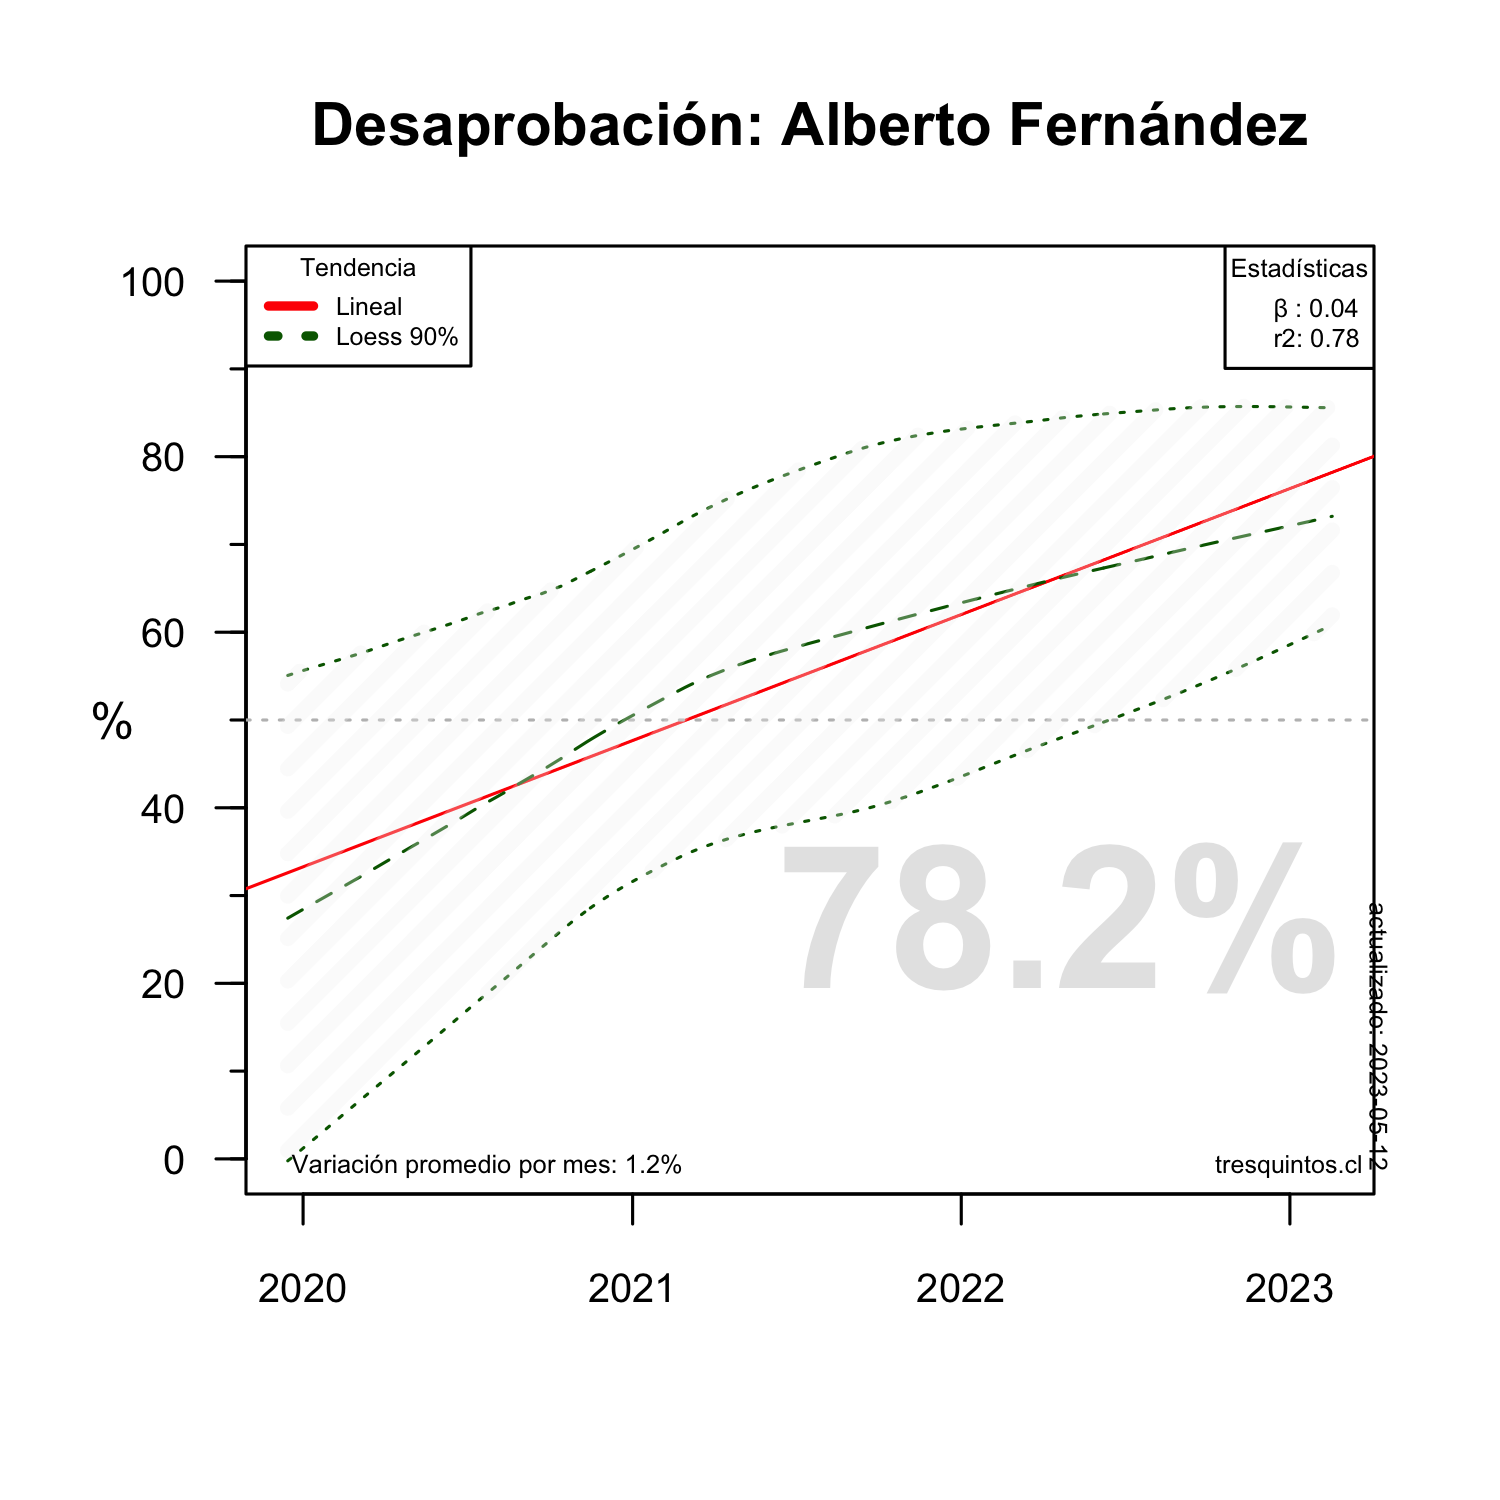 Desaprobación: Alberto Fernández
Tendencia
Lineal
Loess 90%
Estadísticas
β : 0.04
r2: 0.78
100
80
60
40
20
0
%
78.2%
actualizado: 2023-05-12
Variación promedio por mes: 1.2%
tresquintos.cl
2020
2021
2022
2023